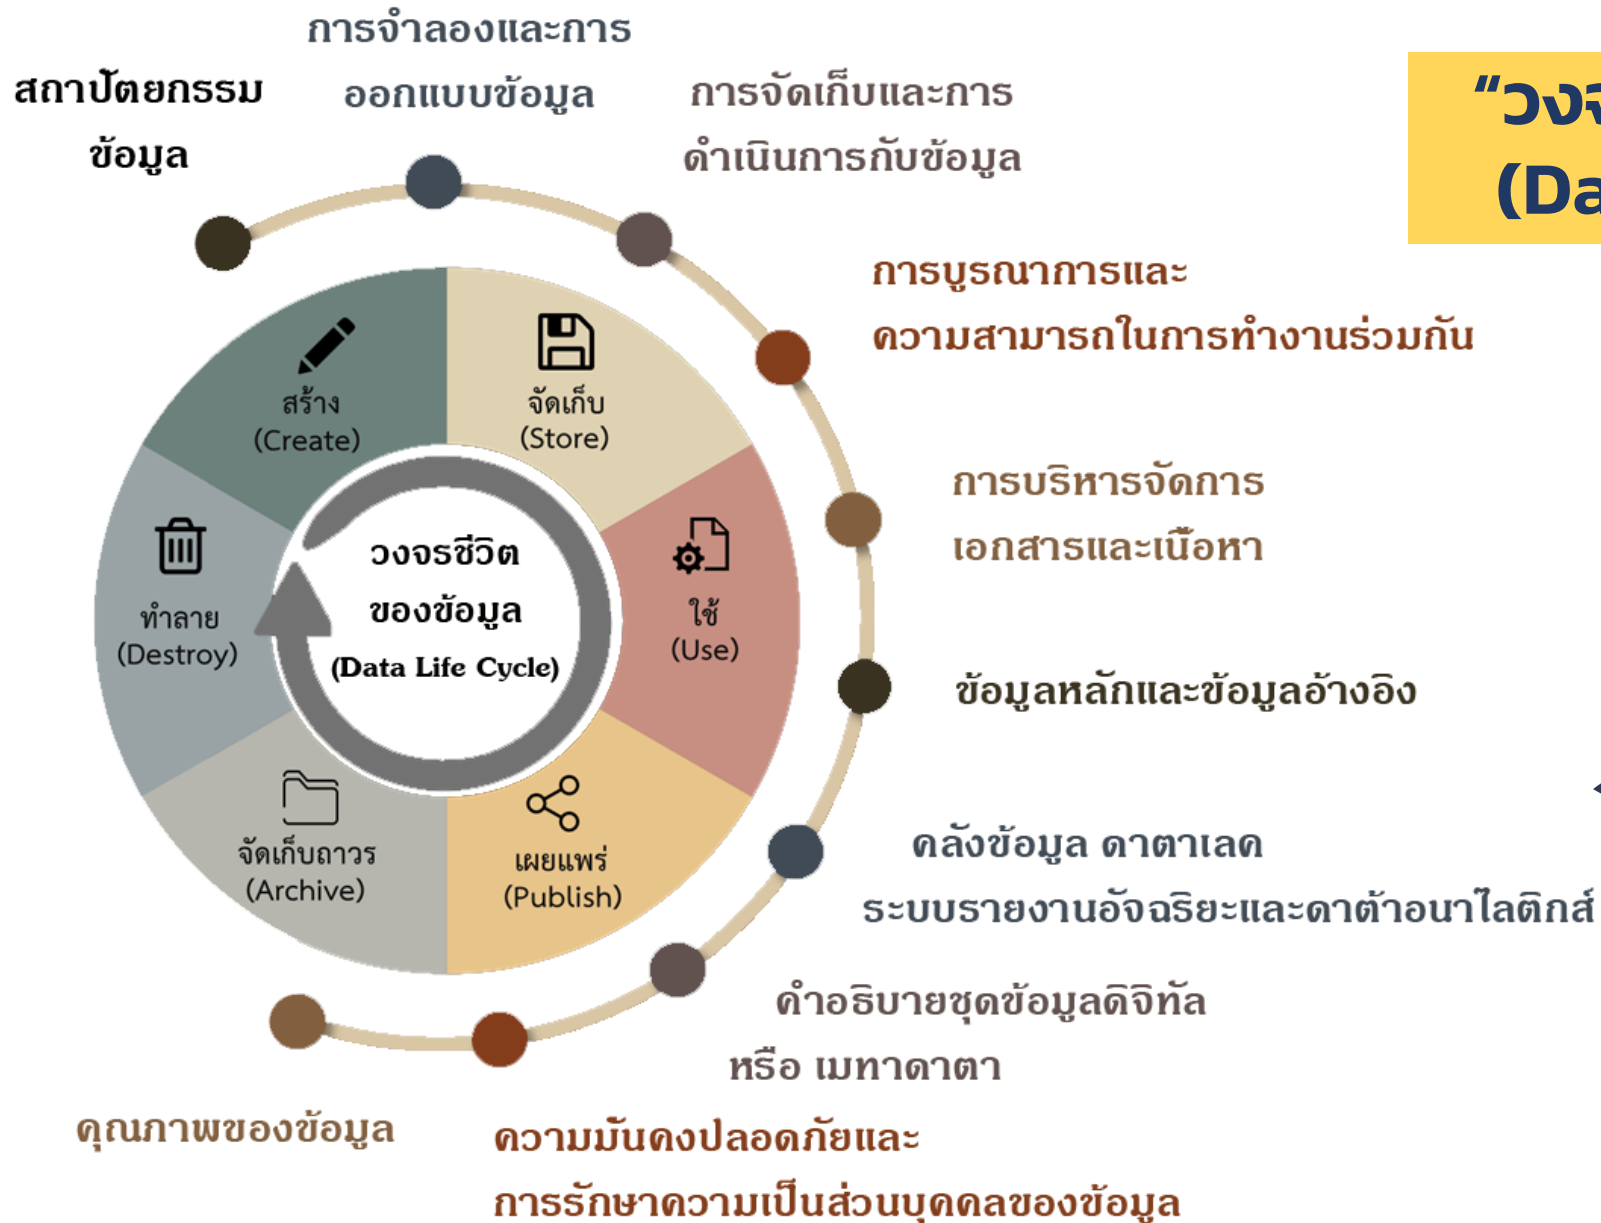 การจำลองและการ
ออกแบบข้อมูล
สถาปัตยกรรม
ข้อมูล
การจัดเก็บและการ
ดำเนินการกับข้อมูล
"วงจ
(Da
การบูรณาการและ
ความสามารถในการทำงานร่วมกัน
สร้าง
(Create)
จัดเก็บ
(Store)
การบริหารจัดการ
เอกสารและเนื้อหา
วงจรชีวิต
ของข้อมูล
(Data Life Cycle)
ทำลาย
(Destroy)
ใช้
(Use)
ข้อมูลหลักและข้อมูลอ้างอิง
จัดเก็บถาวร
(Archive)
เผยแพร่
(Publish)
คลังข้อมูล ดาตาเลค
ระบบรายงานอัจฉริยะและดาต้าอนาไลติกส์
คำอธิบายชุดข้อมูลดิจิทัล
หรือ เมทาดาตา
คุณภาพของข้อมูล
ความมั่นคงปลอดภัยและ
การรักษาความเป็นส่วนบุคคลของข้อมูล